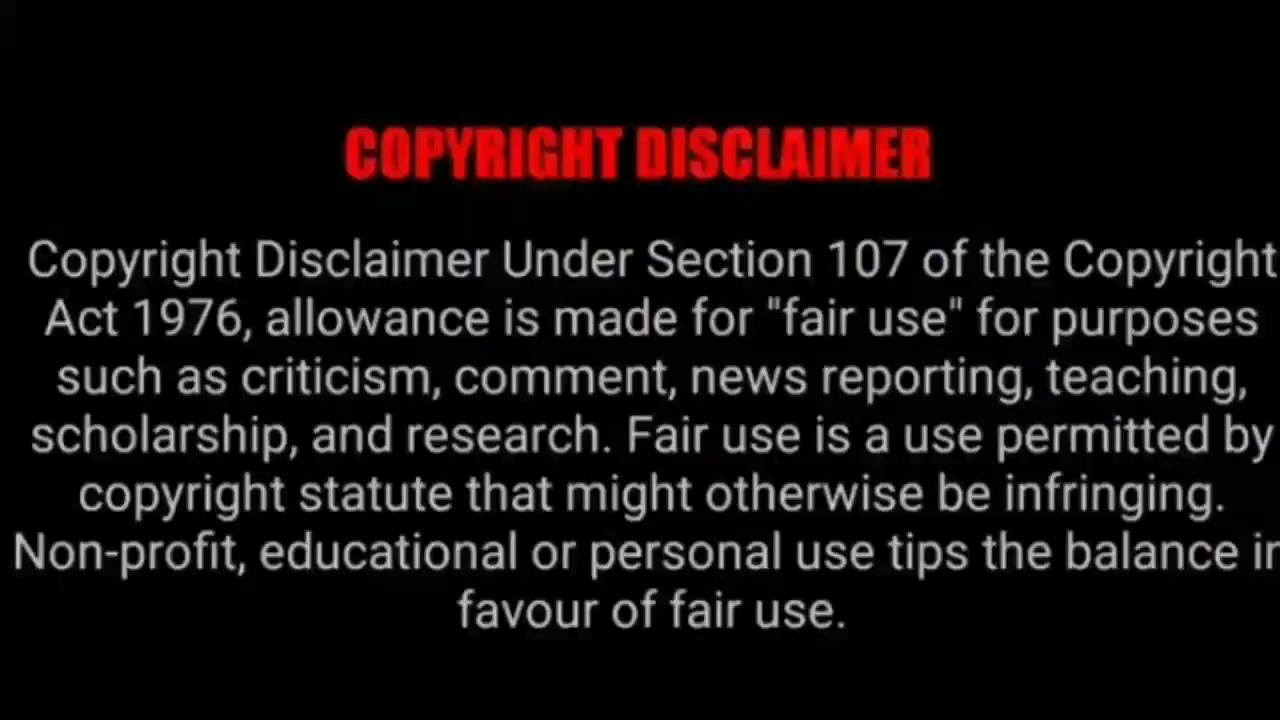 COPYRIGHT DISCLAIMER
Copyright Disclaimer Under Section 107 of the Copyright
Act 1976, allowance is made for "fair use" for purposes
such as criticism, comment, news reporting, teaching,
scholarship, and research. Fair use is a use permitted by
copyright statute that might otherwise be infringing.
Non-profit, educational or personal use tips the balance in
favour of fair use.